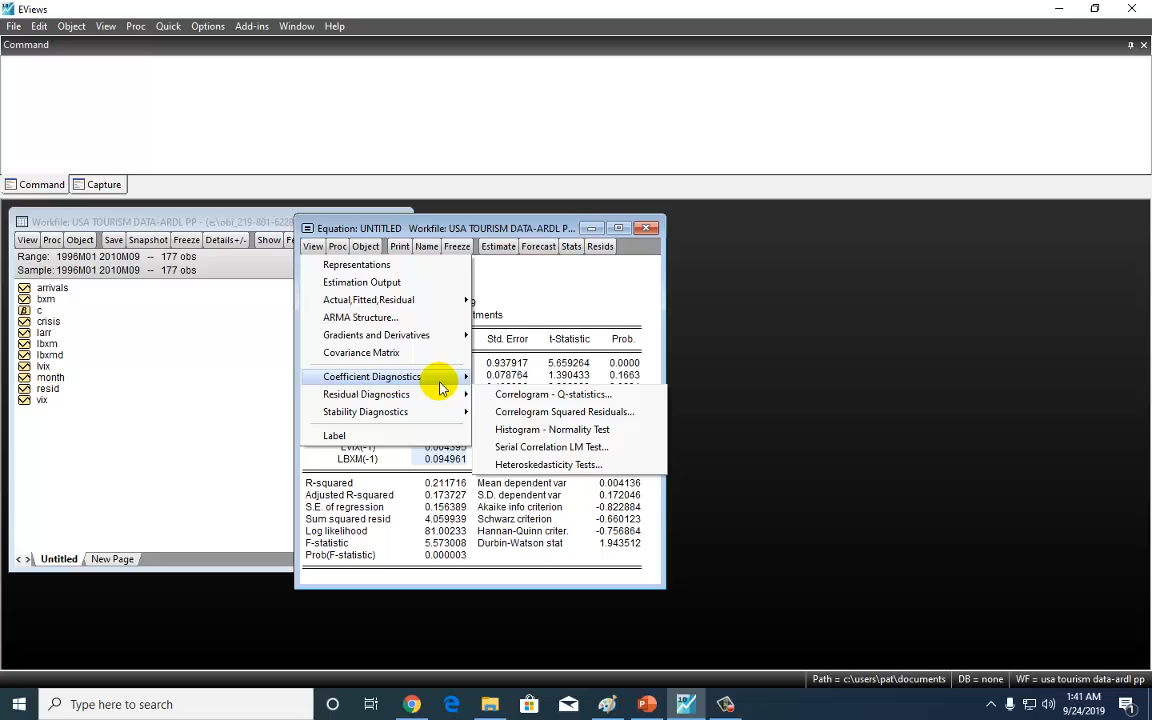 EViews
File Edit Object View Proc Quick Options Add-ins Window Help
Command
Command Capture
Workfile: USA TOURISM DATA-ARDL PP - (e:\obi_219-801-6228
View Proc Object Save Snapshot Freeze Details+/- Show Fe
Range: 1996M01 2010M09 -- 177 obs
Sample: 1996M01 2010M09 -- 177 obs
arrivals
bxm
c
crisis
larr
lbxm
lbxmd
lvix
month
resid
vix
Untitled New Page
Equation: UNTITLED Workfile: USA TOURISM DATA-ARDL P...
View Proc Object Print Name Freeze Estimate Forecast Stats Resids
Representations
Estimation Output
Actual,Fitted,Residual
ARMA Structure...
Gradients and Derivatives
Covariance Matrix
Coefficient Diagnostics
Residual Diagnostics
Stability Diagnostics
Label
9
tments
Std. Error t-Statistic Prob.
0.937917 5.659264 0.0000
0.078764 1.390433 0.1663
Correlogram - Q-statistics...
Correlogram Squared Residuals...
Histogram - Normality Test
Serial Correlation LM Test...
Heteroskedasticity Tests...
LVIX(-1) 0.004395
LBXM(-1) 0.094961
R-squared 0.211716 Mean dependent var 0.004136
Adjusted R-squared 0.173727 S.D. dependent var 0.172046
S.E. of regression 0.156389 Akaike info criterion -0.822884
Sum squared resid 4.059939 Schwarz criterion -0.660123
Log likelihood 81.00233 Hannan-Quinn criter. -0.756864
F-statistic 5.573008 Durbin-Watson stat 1.943512
Prob(F-statistic) 0.000003
Path = c:\users\pat\documents DB = none WF = usa tourism data-ardl pp
Type here to search
1:41 AM
9/24/2019